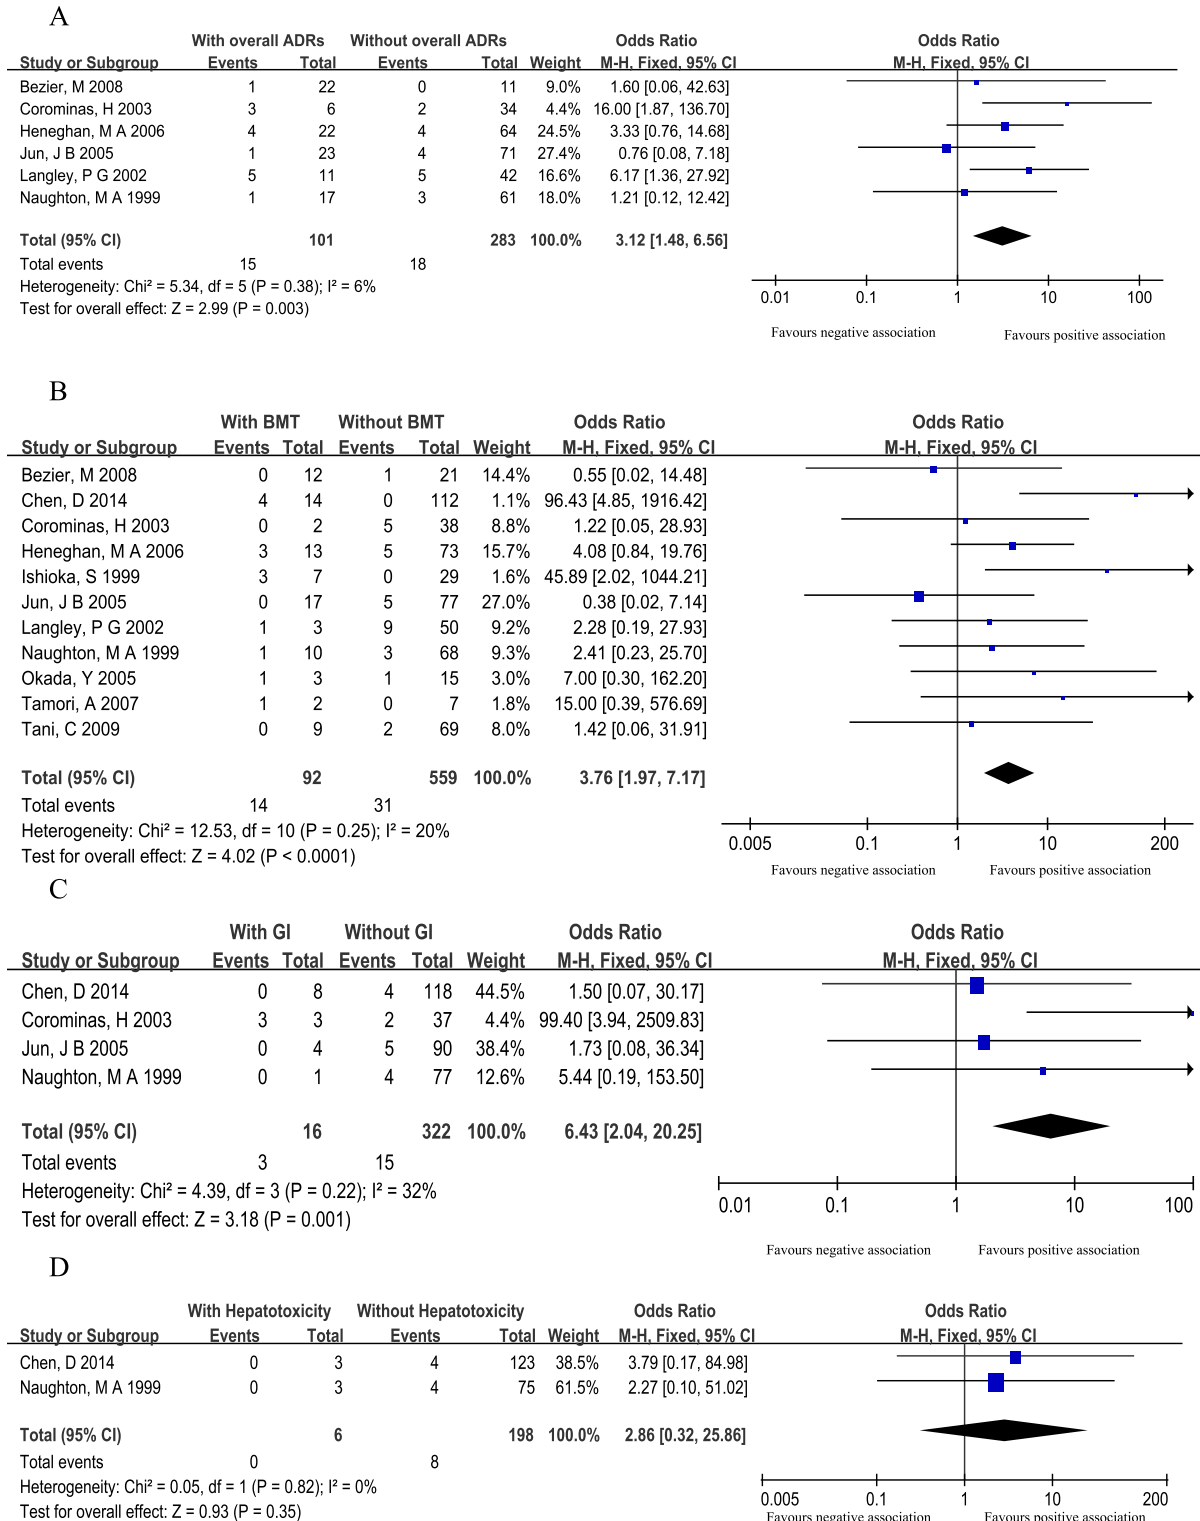 A
With overall ADRs Without overall ADRs Odds Ratio Odds Ratio
Study or Subgroup Events Total Events Total Weight M-H, Fixed, 95% CI M-H, Fixed, 95% CI
Bezier, M 2008 1 22 0 11 9.0% 1.60 [0.06, 42.63]
Corominas, H 2003 3 6 2 34 4.4% 16.00 [1.87, 136.70]
Heneghan, M A 2006 4 22 4 64 24.5% 3.33 [0.76, 14.68]
Jun, J B 2005 1 23 4 71 27.4% 0.76 [0.08, 7.18]
Langley, P G 2002 5 11 5 42 16.6% 6.17 [1.36, 27.92]
Naughton, M A 1999 1 17 3 61 18.0% 1.21 [0.12, 12.42]
Total (95% CI) 101 283 100.0% 3.12 [1.48, 6.56]
Total events 15 18
Heterogeneity: Chi² = 5.34, df = 5 (P = 0.38); I² = 6%
Test for overall effect: Z = 2.99 (P = 0.003)
0.01 0.1 1 10 100
Favours negative association Favours positive association
B
With BMT Without BMT Odds Ratio Odds Ratio
Study or Subgroup Events Total Events Total Weight M-H, Fixed, 95% CI M-H, Fixed, 95% CI
Bezier, M 2008 0 12 1 21 14.4% 0.55 [0.02, 14.48]
Chen, D 2014 4 14 0 112 1.1% 96.43 [4.85, 1916.42]
Corominas, H 2003 0 2 5 38 8.8% 1.22 [0.05, 28.93]
Heneghan, M A 2006 3 13 5 73 15.7% 4.08 [0.84, 19.76]
Ishioka, S 1999 3 7 0 29 1.6% 45.89 [2.02, 1044.21]
Jun, J B 2005 0 17 5 77 27.0% 0.38 [0.02, 7.14]
Langley, P G 2002 1 3 9 50 9.2% 2.28 [0.19, 27.93]
Naughton, M A 1999 1 10 3 68 9.3% 2.41 [0.23, 25.70]
Okada, Y 2005 1 3 1 15 3.0% 7.00 [0.30, 162.20]
Tamori, A 2007 1 2 0 7 1.8% 15.00 [0.39, 576.69]
Tani, C 2009 0 9 2 69 8.0% 1.42 [0.06, 31.91]
Total (95% CI) 92 559 100.0% 3.76 [1.97, 7.17]
Total events 14 31
Heterogeneity: Chi² = 12.53, df = 10 (P = 0.25); I² = 20%
Test for overall effect: Z = 4.02 (P < 0.0001)
0.005 0.1 1 10 200
Favours negative association Favours positive association
C
With GI Without GI Odds Ratio Odds Ratio
Study or Subgroup Events Total Events Total Weight M-H, Fixed, 95% CI M-H, Fixed, 95% CI
Chen, D 2014 0 8 4 118 44.5% 1.50 [0.07, 30.17]
Corominas, H 2003 3 3 2 37 4.4% 99.40 [3.94, 2509.83]
Jun, J B 2005 0 4 5 90 38.4% 1.73 [0.08, 36.34]
Naughton, M A 1999 0 1 4 77 12.6% 5.44 [0.19, 153.50]
Total (95% CI) 16 322 100.0% 6.43 [2.04, 20.25]
Total events 3 15
Heterogeneity: Chi² = 4.39, df = 3 (P = 0.22); I² = 32%
Test for overall effect: Z = 3.18 (P = 0.001)
0.01 0.1 1 10 100
Favours negative association Favours positive association
D
With Hepatotoxicity Without Hepatotoxicity Odds Ratio Odds Ratio
Study or Subgroup Events Total Events Total Weight M-H, Fixed, 95% CI M-H, Fixed, 95% CI
Chen, D 2014 0 3 4 123 38.5% 3.79 [0.17, 84.98]
Naughton, M A 1999 0 3 4 75 61.5% 2.27 [0.10, 51.02]
Total (95% CI) 6 198 100.0% 2.86 [0.32, 25.86]
Total events 0 8
Heterogeneity: Chi² = 0.05, df = 1 (P = 0.82); I² = 0%
Test for overall effect: Z = 0.93 (P = 0.35)
0.005 0.1 1 10 200
Favours negative association Favours positive association